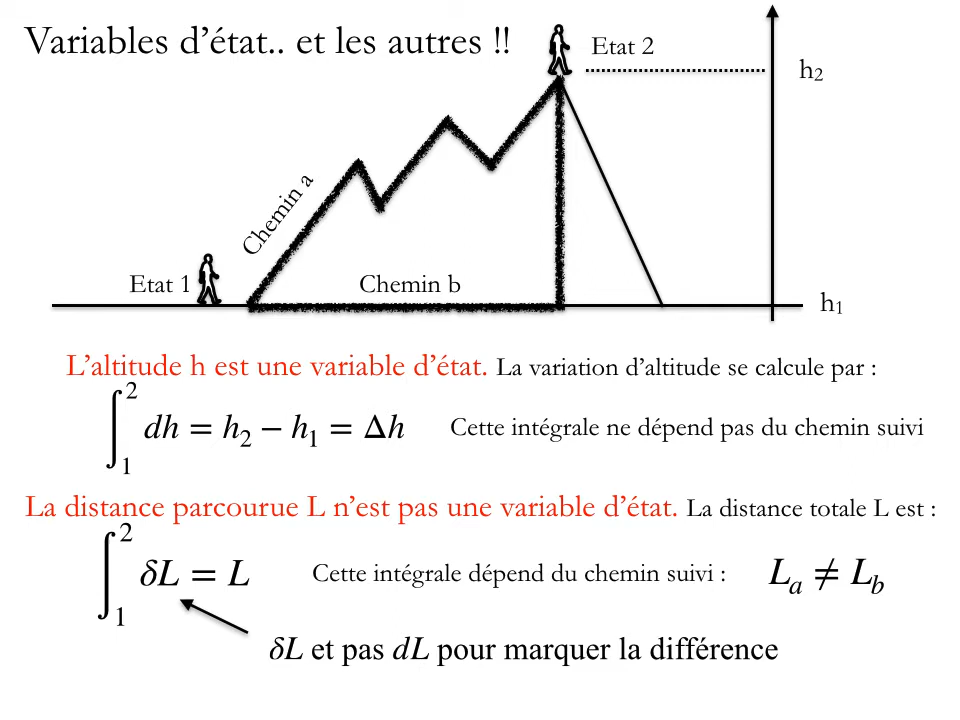 Variables d’état.. et les autres !!
Etat 2
h₂
Chemin a
Etat 1
Chemin b
h₁
L’altitude h est une variable d’état. La variation d’altitude se calcule par :
∫₁² dh = h₂ − h₁ = Δh
Cette intégrale ne dépend pas du chemin suivi
La distance parcourue L n’est pas une variable d’état. La distance totale L est :
∫₁² δL = L
Cette intégrale dépend du chemin suivi :
Lₐ ≠ L_b
δL et pas dL pour marquer la différence